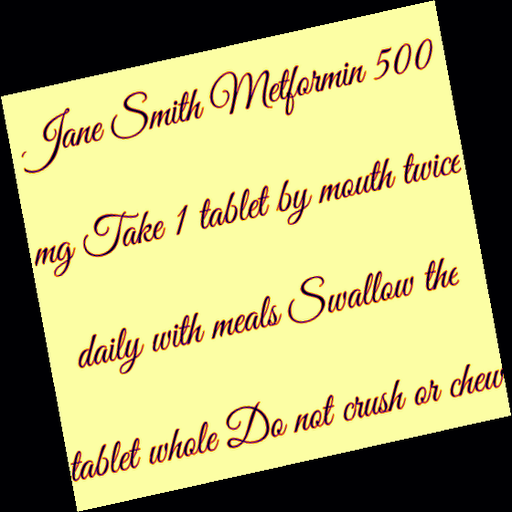 Jane Smith Metformin 500
mg Take 1 tablet by mouth twice
daily with meals Swallow the
tablet whole Do not crush or chew